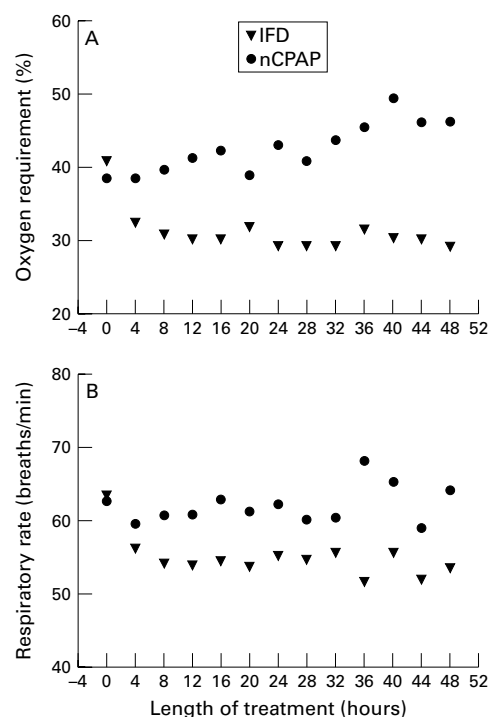 A
IFD
nCPAP
Oxygen requirement (%)
60
50
40
30
20
–4 0 4 8 12 16 20 24 28 32 36 40 44 48 52
B
Respiratory rate (breaths/min)
80
70
60
50
40
–4 0 4 8 12 16 20 24 28 32 36 40 44 48 52
Length of treatment (hours)